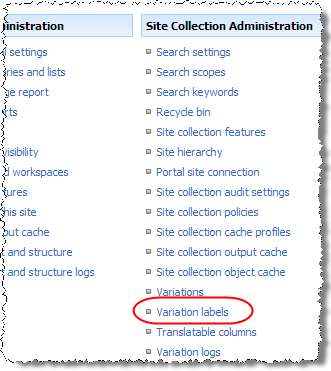 ministration
settings
ries and lists
ge report
rts
visibility
d workspaces
tures
his site
put cache
t and structure
t and structure logs
Site Collection Administration
Search settings
Search scopes
Search keywords
Recycle bin
Site collection features
Site hierarchy
Portal site connection
Site collection audit settings
Site collection policies
Site collection cache profiles
Site collection output cache
Site collection object cache
Variations
Variation labels
Translatable columns
Variation logs